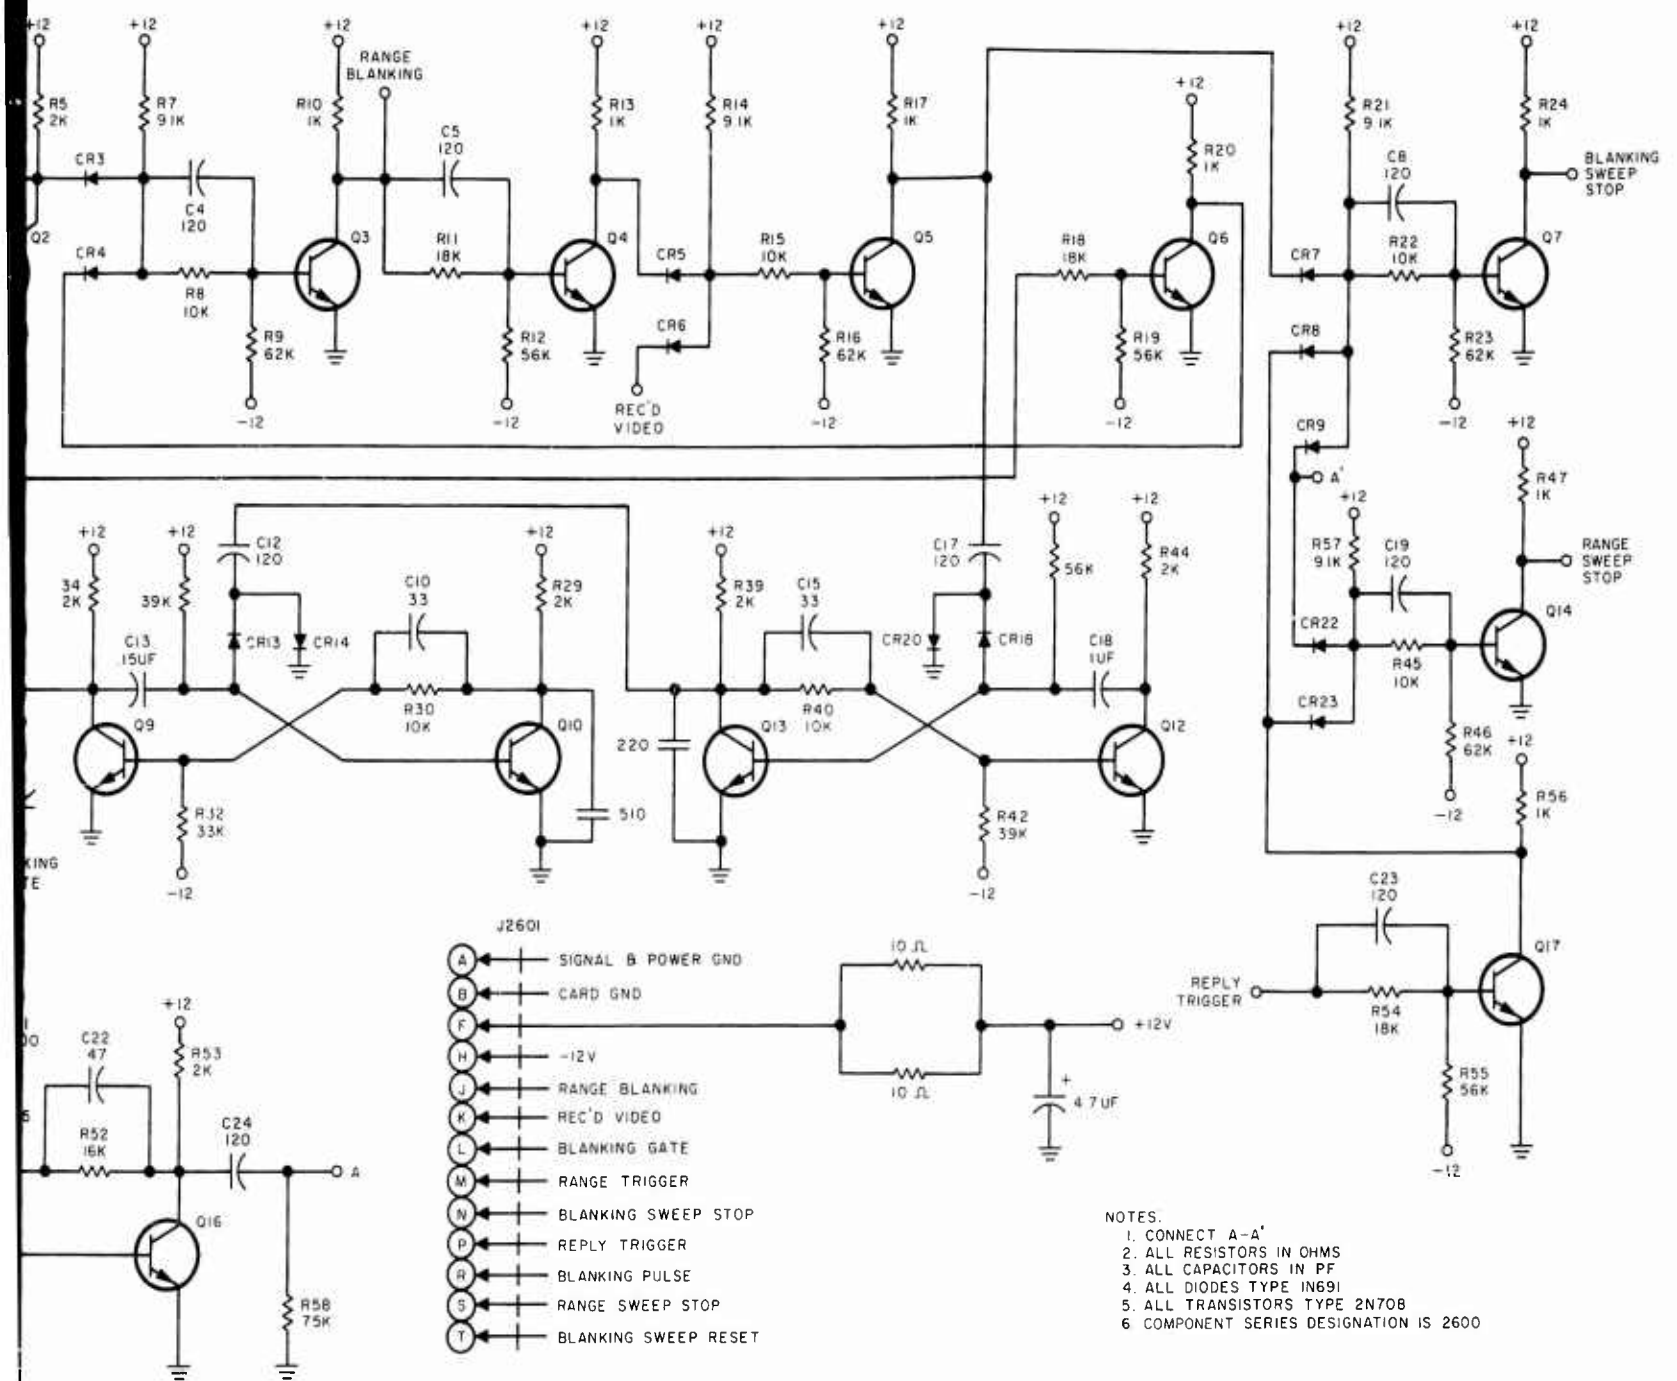 +12
+12
+12
+12
+12
+12
+12
+12
+12
RANGE
BLANKING
R5
2K
R7
9.1K
R10
1K
C5
120
R13
1K
R14
9.1K
R17
1K
R20
1K
R21
9.1K
R24
1K
CR3
C4
120
C8
120
BLANKING
SWEEP
STOP
Q2
CR4
R8
10K
Q3
R11
18K
Q4
CR5
R15
10K
Q5
R18
18K
Q6
CR7
R22
10K
Q7
R9
62K
R12
56K
CR6
R16
62K
R19
56K
CR8
R23
62K
-12
-12
REC'D
VIDEO
-12
-12
-12
CR9
+12
A'
R47
1K
+12
+12
+12
+12
+12
+12
+12
34
2K
39K
C12
120
C10
33
R29
2K
R39
2K
C15
33
C17
120
56K
R44
2K
R57
9.1K
C19
120
RANGE
SWEEP
STOP
C13
15UF
CR13
CR14
CR20
CR18
C18
1UF
CR22
R45
10K
Q14
Q9
R30
10K
Q10
Q13
R40
10K
Q12
CR23
R46
62K
+12
220
R32
33K
510
R42
39K
-12
R56
1K
-12
-12
KING
TE
C23
120
Q17
REPLY
TRIGGER
R54
18K
R55
56K
-12
J2601
A SIGNAL & POWER GND
B CARD GND
F
H -12V
J RANGE BLANKING
K REC'D VIDEO
L BLANKING GATE
M RANGE TRIGGER
N BLANKING SWEEP STOP
P REPLY TRIGGER
R BLANKING PULSE
S RANGE SWEEP STOP
T BLANKING SWEEP RESET
10 Ω
10 Ω
+12V
+
4.7UF
+12
C22
47
R53
2K
R52
16K
C24
120
A
Q16
R58
75K
NOTES.
1. CONNECT A-A'
2. ALL RESISTORS IN OHMS
3. ALL CAPACITORS IN PF
4. ALL DIODES TYPE IN691
5. ALL TRANSISTORS TYPE 2N708
6 COMPONENT SERIES DESIGNATION IS 2600